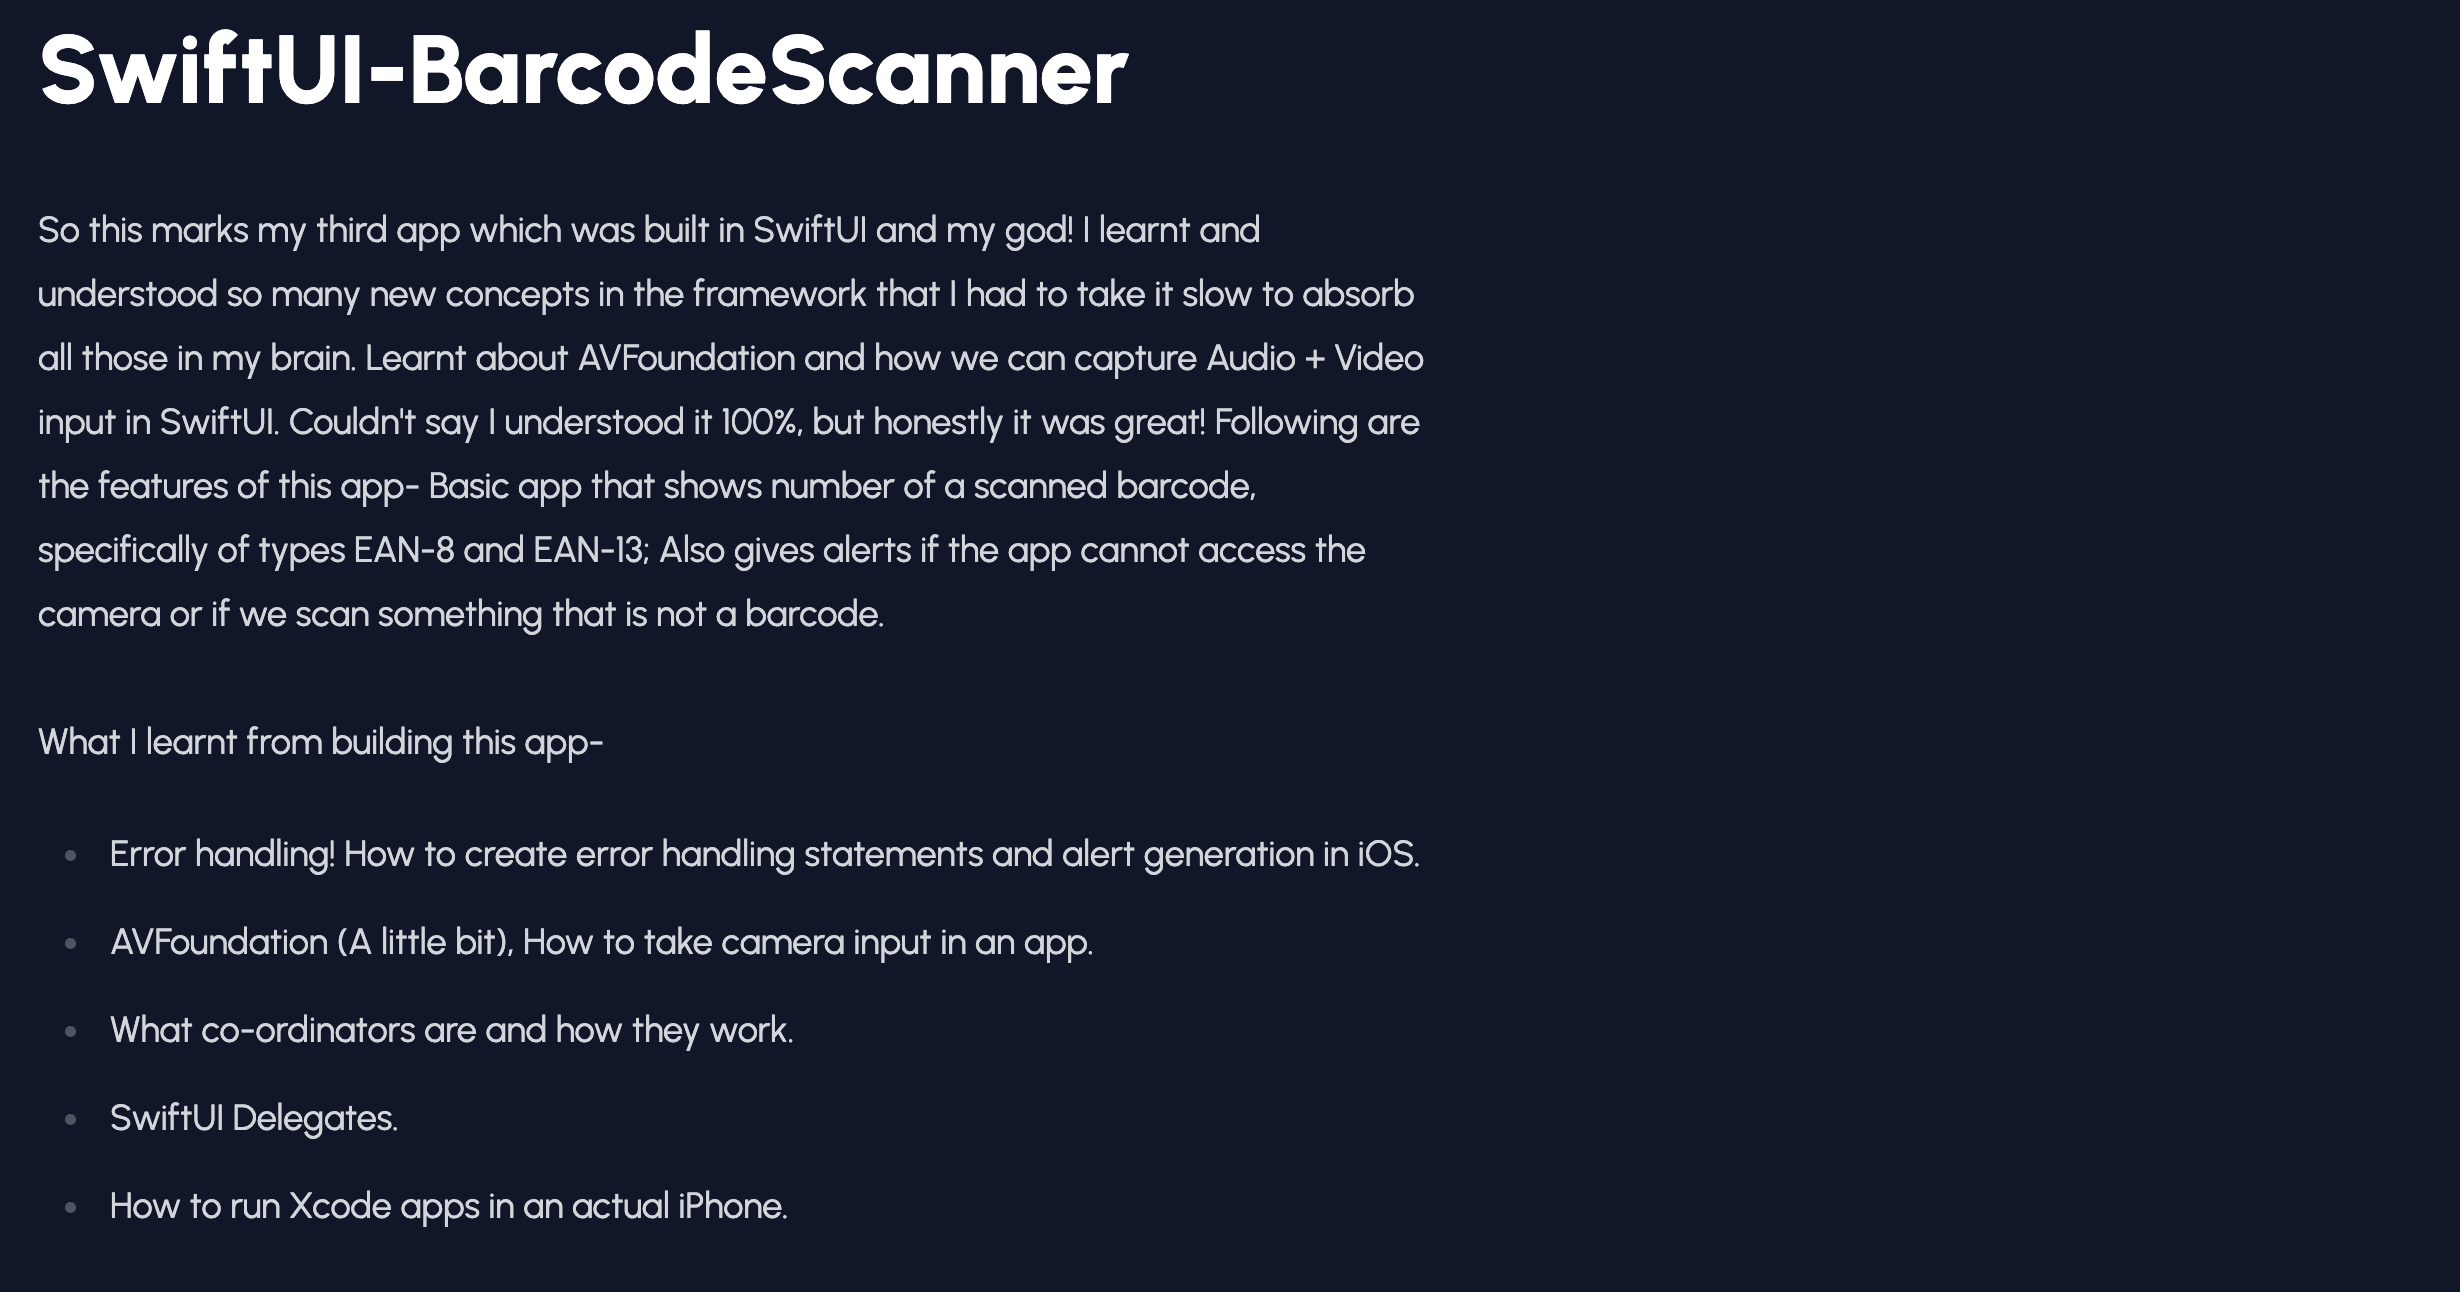 SwiftUI-BarcodeScanner
So this marks my third app which was built in SwiftUI and my god! I learnt and
understood so many new concepts in the framework that I had to take it slow to absorb
all those in my brain. Learnt about AVFoundation and how we can capture Audio + Video
input in SwiftUI. Couldn't say I understood it 100%, but honestly it was great! Following are
the features of this app- Basic app that shows number of a scanned barcode,
specifically of types EAN-8 and EAN-13; Also gives alerts if the app cannot access the
camera or if we scan something that is not a barcode.
What I learnt from building this app-
• Error handling! How to create error handling statements and alert generation in iOS.
• AVFoundation (A little bit), How to take camera input in an app.
• What co-ordinators are and how they work.
• SwiftUI Delegates.
• How to run Xcode apps in an actual iPhone.